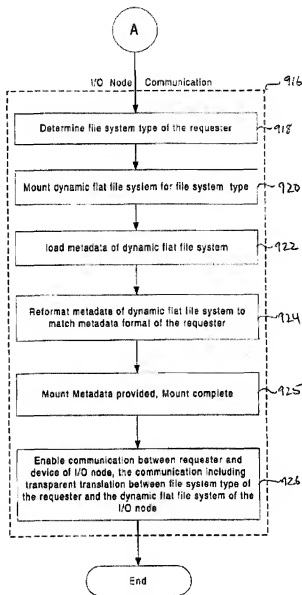 A
I/O Node Communication
916
Determine file system type of the requester
918
Mount dynamic flat file system for file system type
920
load metadata of dynamic flat file system
922
Reformat metadata of dynamic flat file system to
match metadata format of the requester
924
Mount Metadata provided, Mount complete
925
Enable communication between requester and
device of I/O node, the communication including
transparent translation between file system type of
the requester and the dynamic flat file system of the
I/O node
926
End